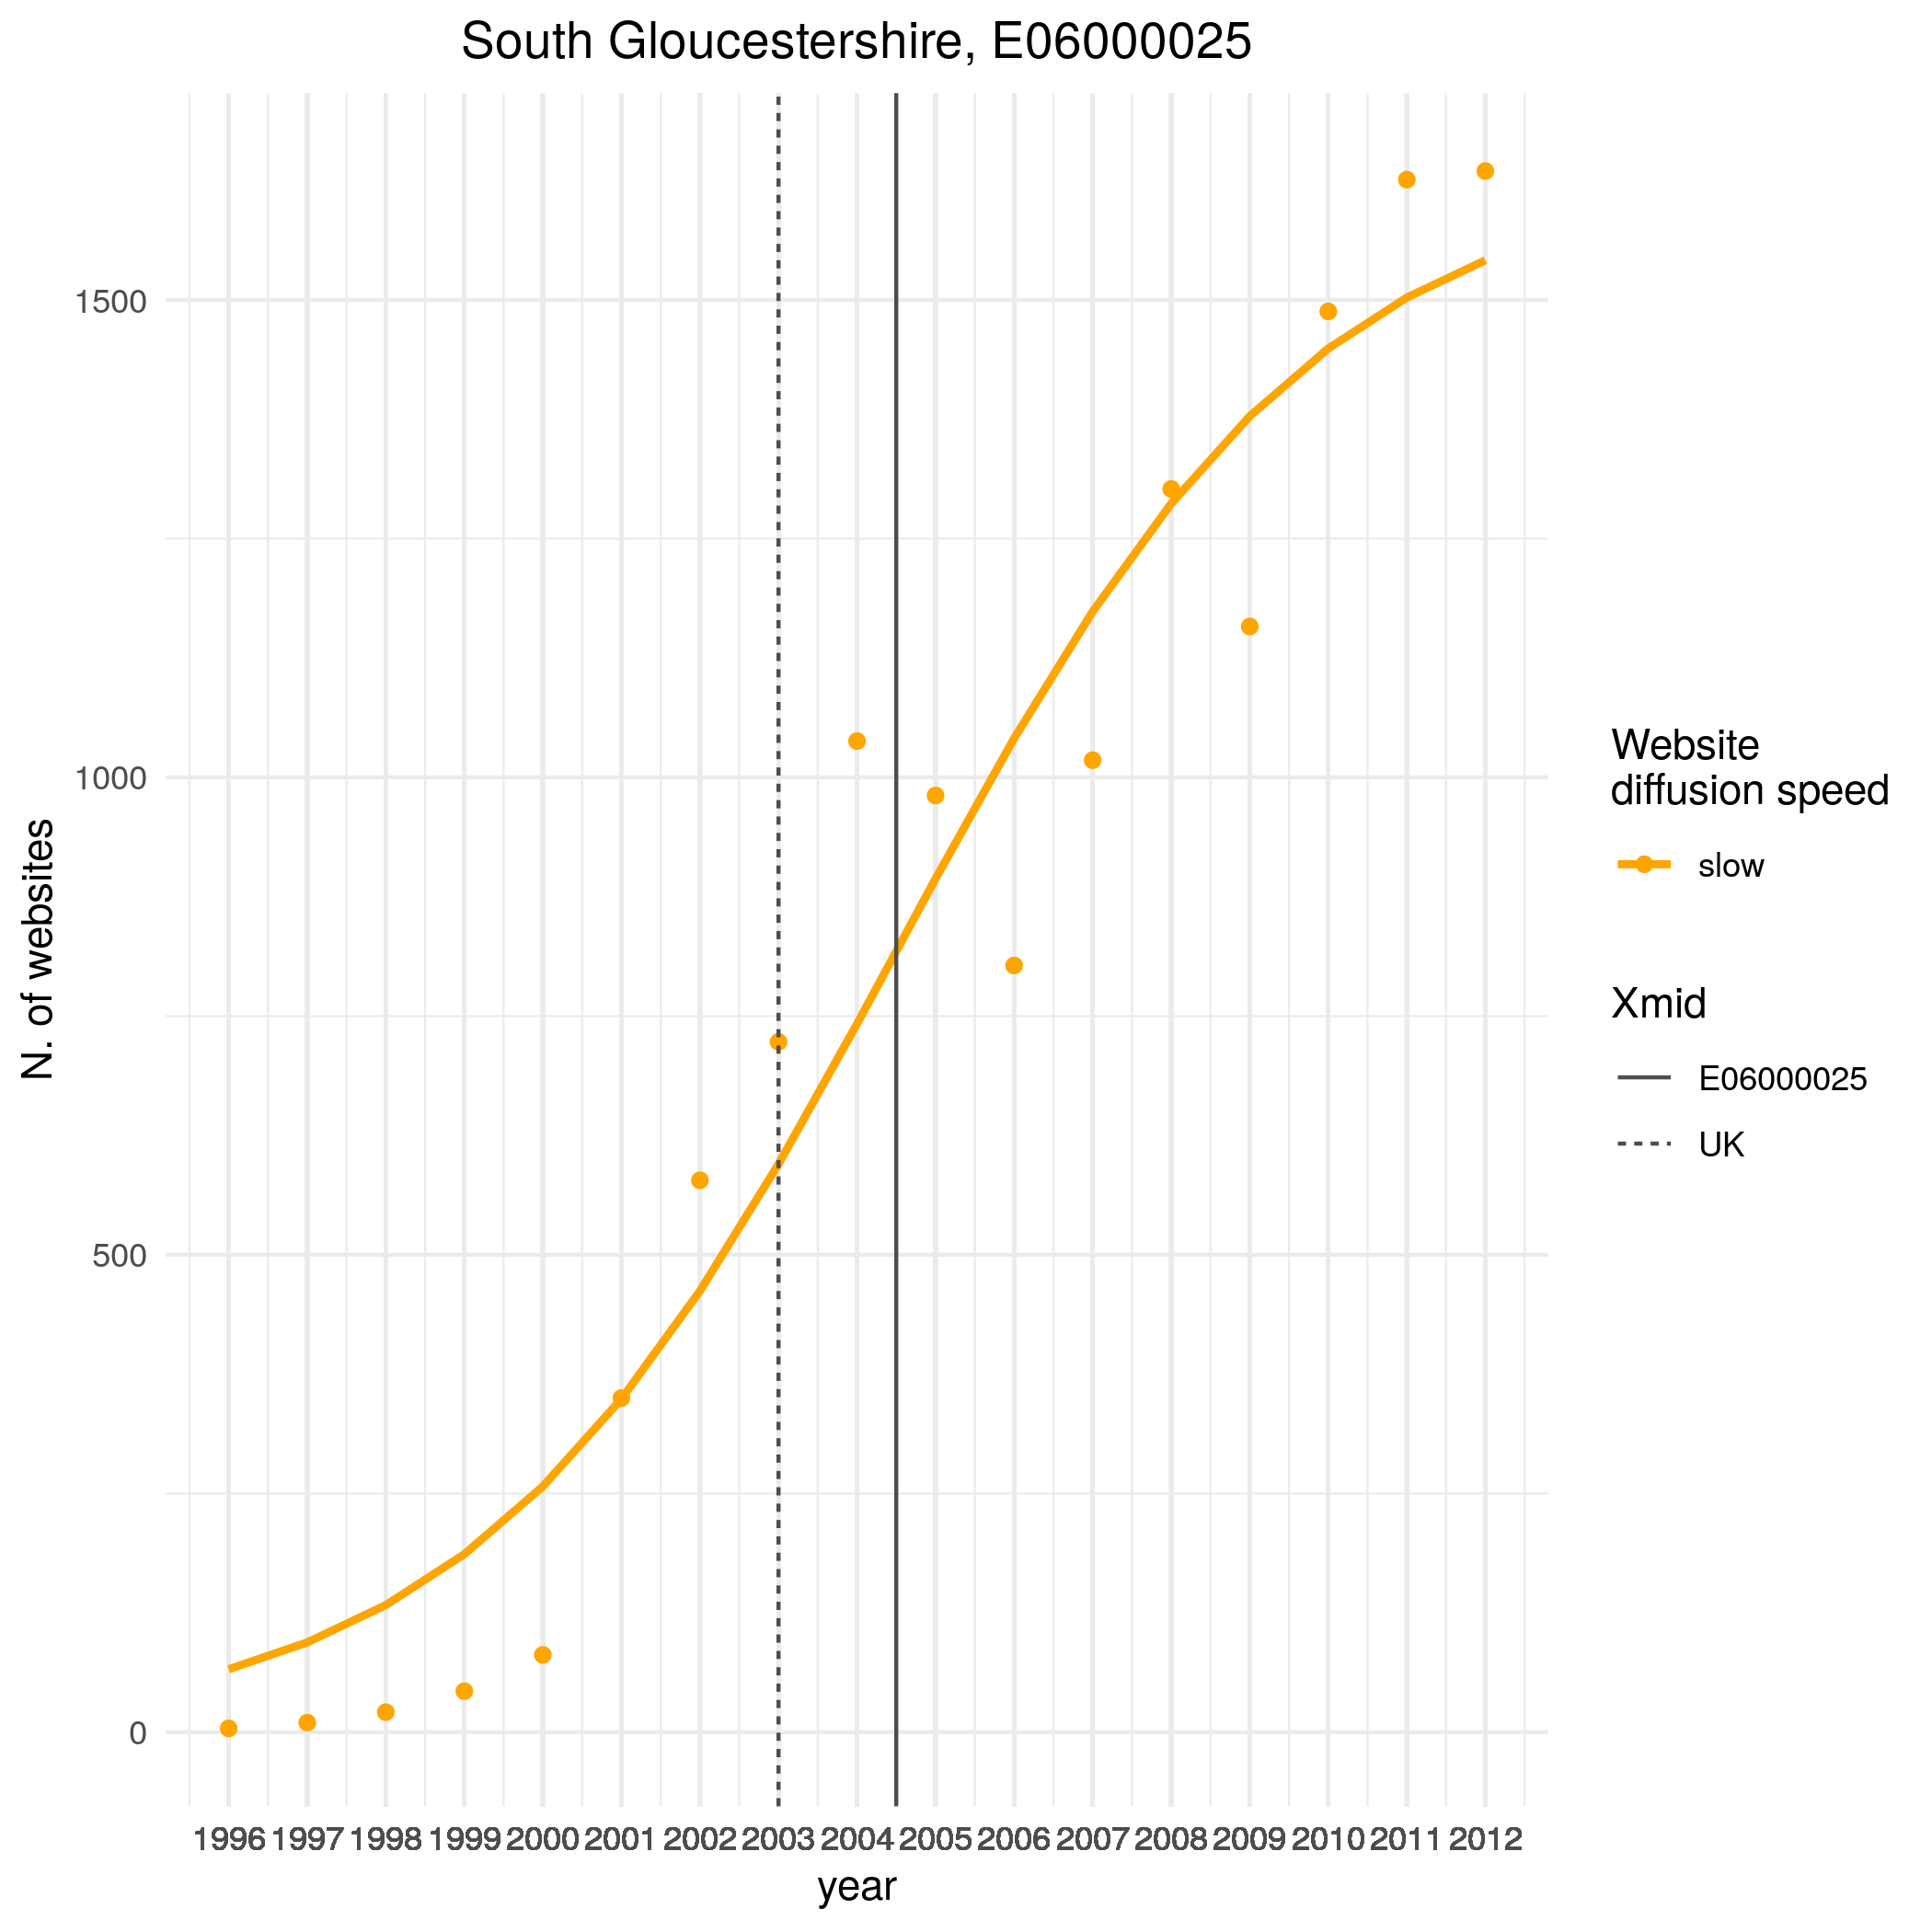 South Gloucestershire, E06000025
N. of websites
1500
1000
500
0
1996 1997 1998 1999 2000 2001 2002 2003 2004 2005 2006 2007 2008 2009 2010 2011 2012
year
Website
diffusion speed
slow
Xmid
E06000025
UK